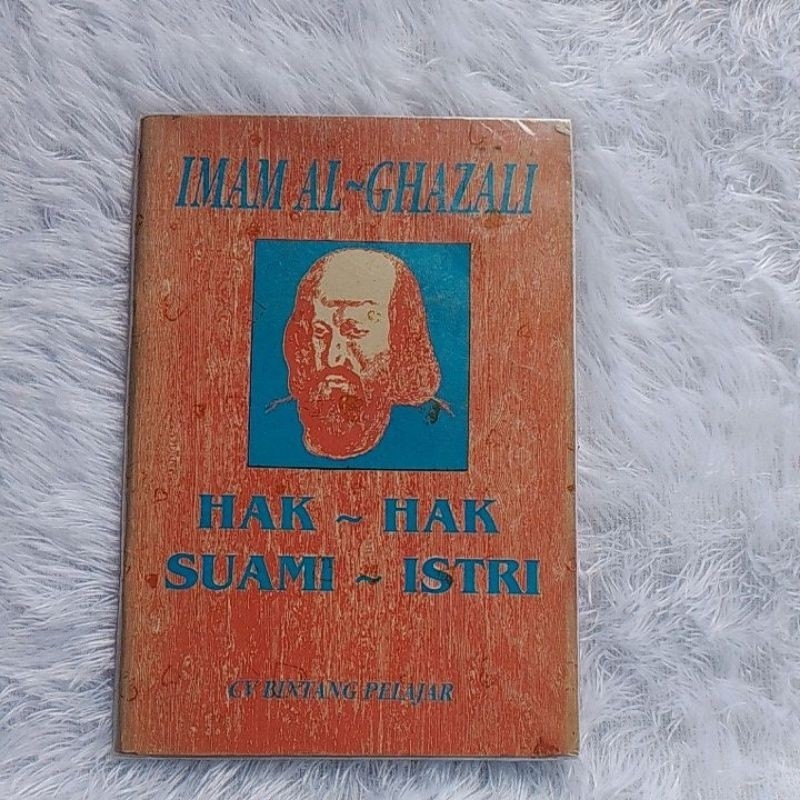 IMAM AL~GHAZALI
HAK ~ HAK
SUAMI ~ ISTRI
CV BINTANG PELAJAR